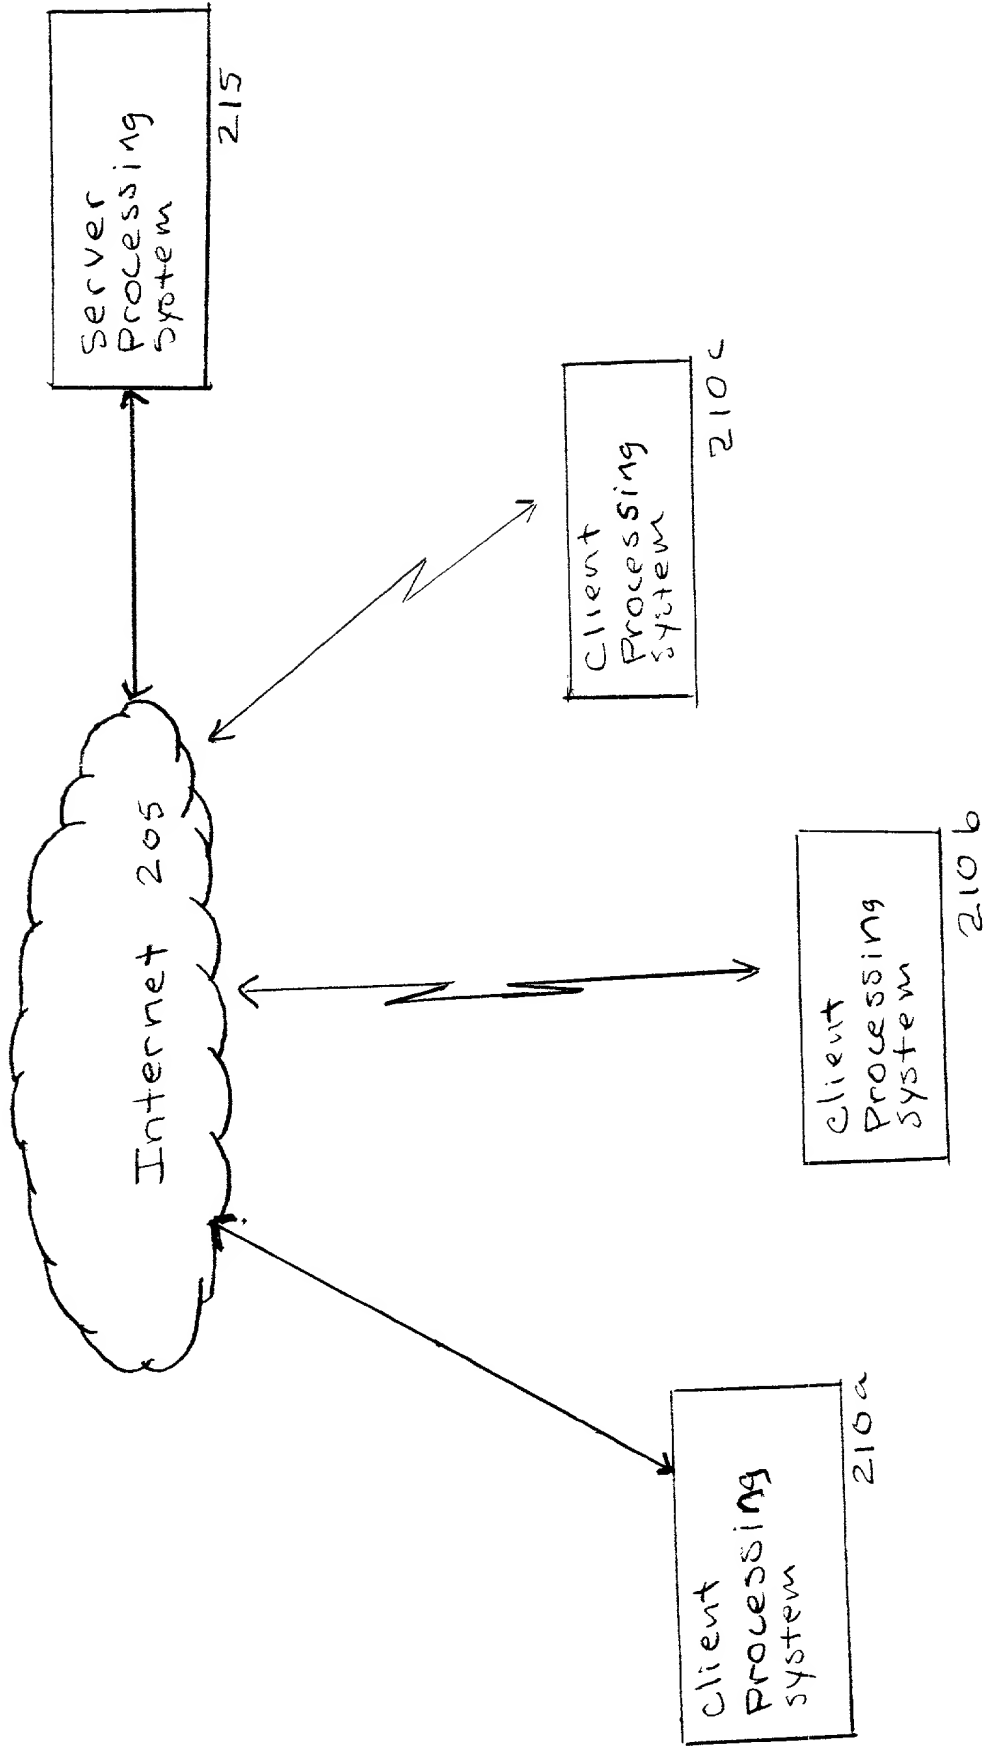 Internet 205
Server
Processing
System
215
Client
Processing
System
210a
Client
Processing
System
210b
Client
Processing
System
210c